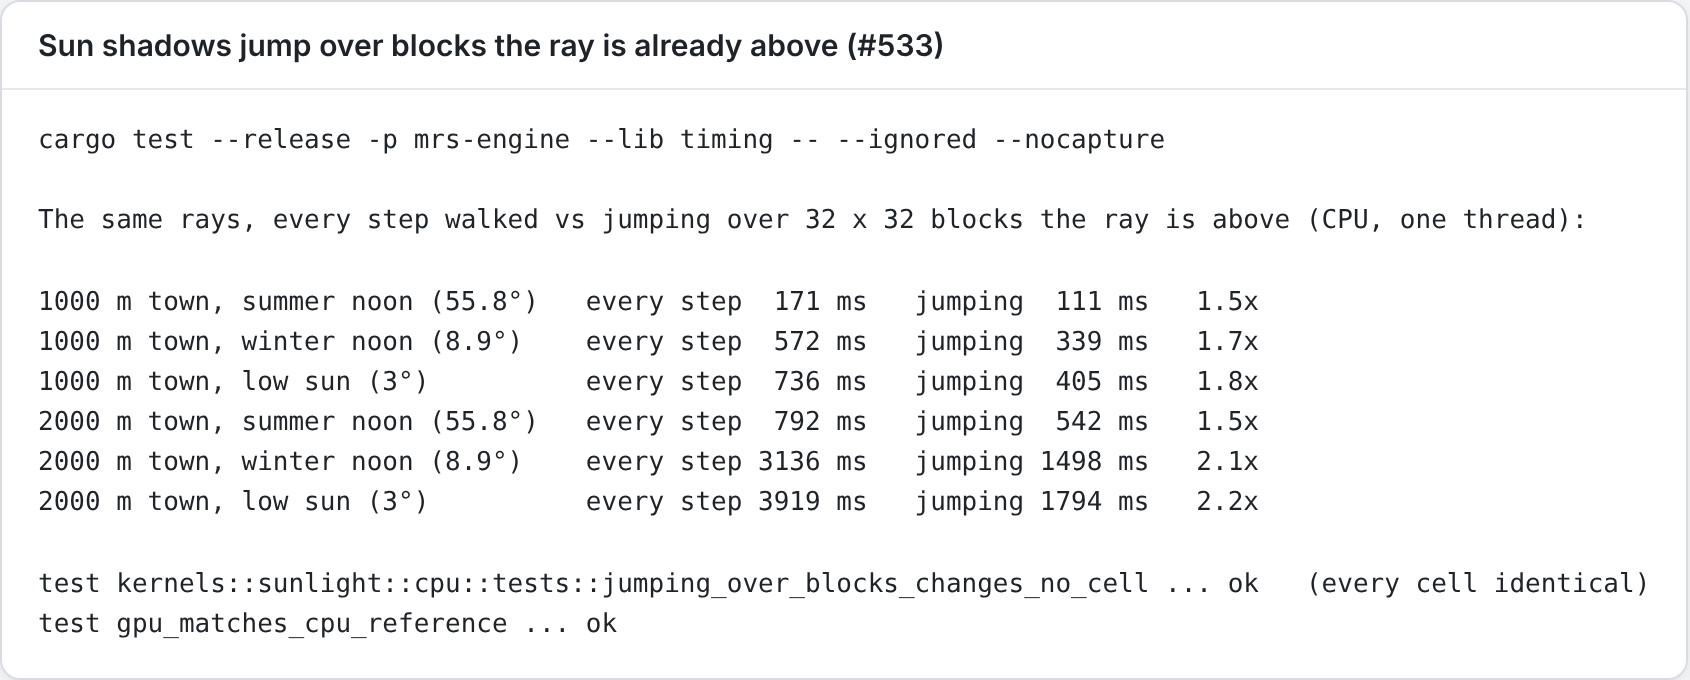 Sun shadows jump over blocks the ray is already above (#533)
cargo test --release -p mrs-engine --lib timing -- --ignored --nocapture
The same rays, every step walked vs jumping over 32 x 32 blocks the ray is above (CPU, one thread):
1000 m town, summer noon (55.8°)   every step  171 ms   jumping  111 ms   1.5x
1000 m town, winter noon (8.9°)    every step  572 ms   jumping  339 ms   1.7x
1000 m town, low sun (3°)          every step  736 ms   jumping  405 ms   1.8x
2000 m town, summer noon (55.8°)   every step  792 ms   jumping  542 ms   1.5x
2000 m town, winter noon (8.9°)    every step 3136 ms   jumping 1498 ms   2.1x
2000 m town, low sun (3°)          every step 3919 ms   jumping 1794 ms   2.2x
test kernels::sunlight::cpu::tests::jumping_over_blocks_changes_no_cell ... ok   (every cell identical)
test gpu_matches_cpu_reference ... ok